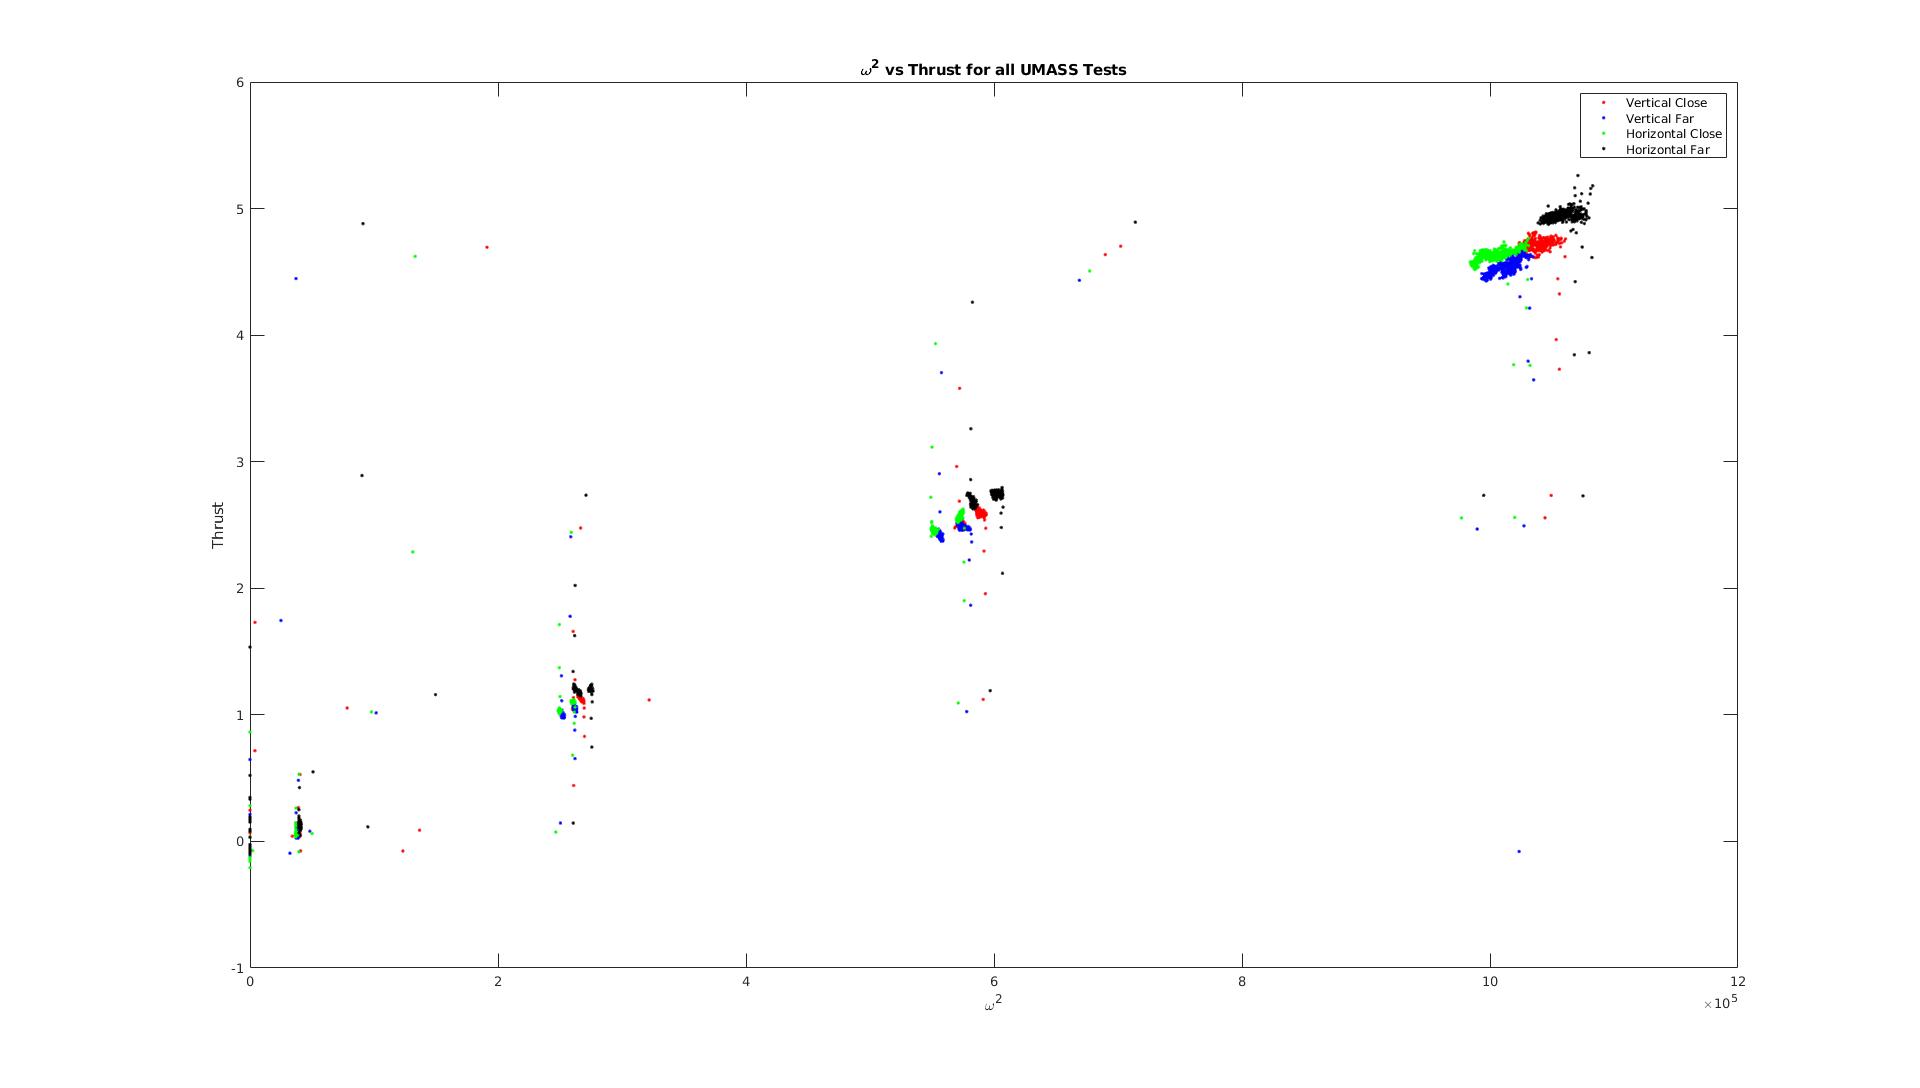 ω² vs Thrust for all UMASS Tests
Vertical Close
Vertical Far
Horizontal Close
Horizontal Far
6
5
4
3
2
1
0
-1
Thrust
0 2 4 6 8 10 12
ω²
×10⁵